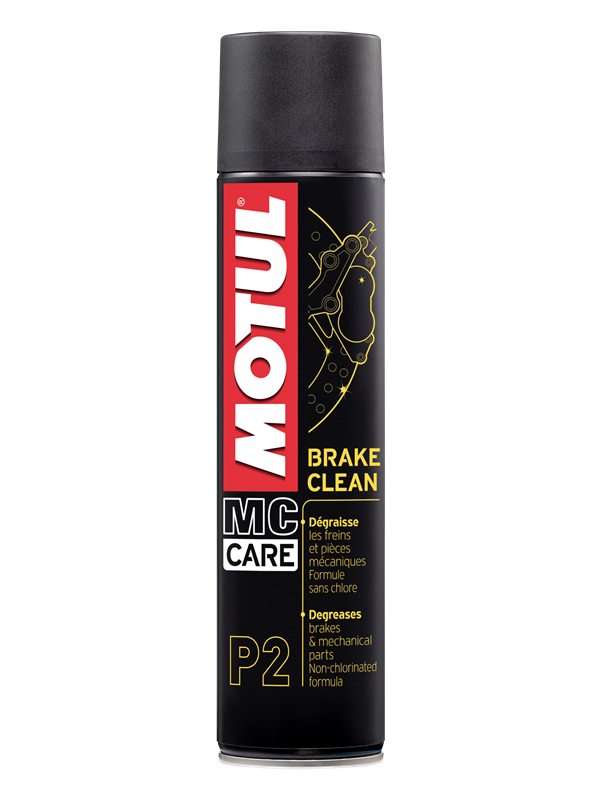 MOTUL®
BRAKE
CLEAN
MC
CARE
Dégraisse
les freins
et pièces
mécaniques
Formule
sans chlore
Degreases
brakes
& mechanical
parts
Non-chlorinated
formula
P2